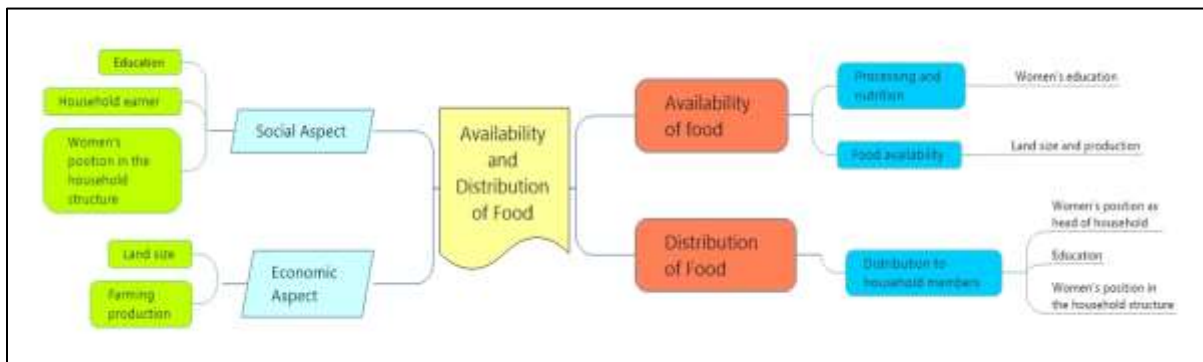 Education
Household earner
Women's
position in the
household
structure
Social Aspect
Land size
Farming
production
Economic
Aspect
Availability
and
Distribution
of Food
Availability
of food
Processing and
nutrition
Women's education
Food availability
Land size and production
Distribution
of Food
Distribution to
household members
Women's position as
head of household
Education
Women's position in
the household structure